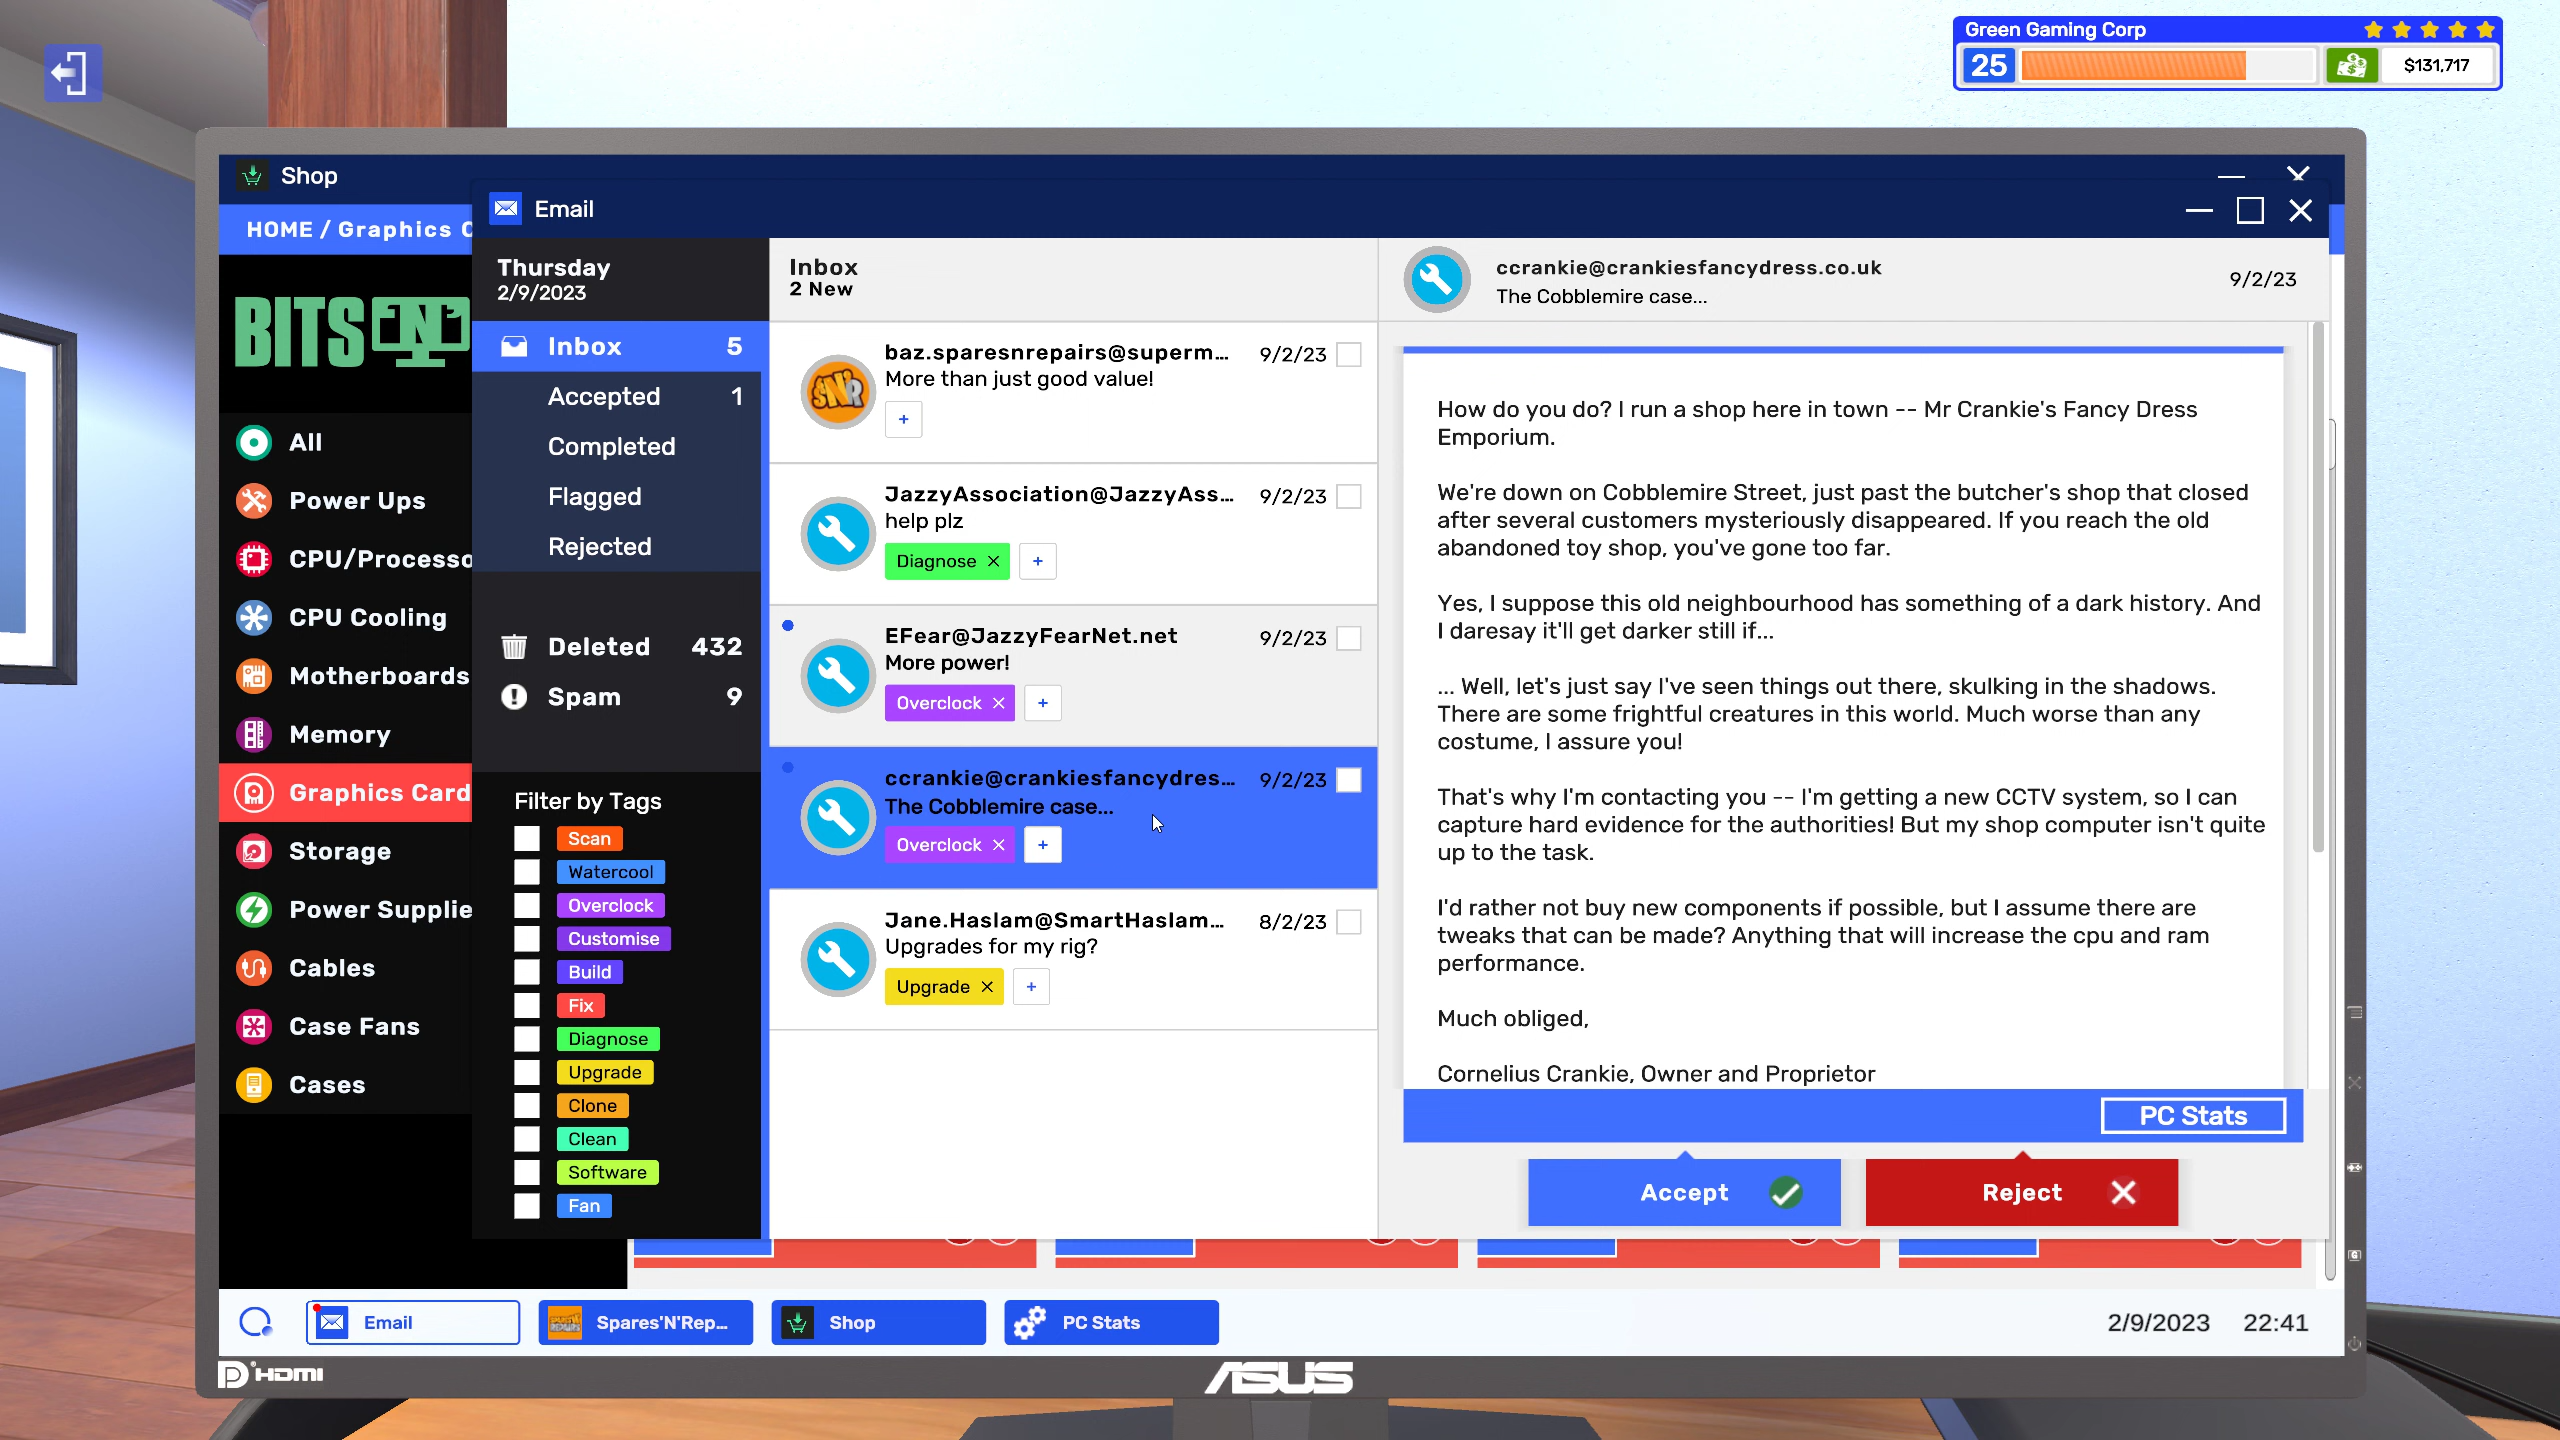 Green Gaming Corp
25
$131,717
Shop
HOME / Graphics C
BITS'N'
All
Power Ups
CPU/Processo
CPU Cooling
Motherboards
Memory
Graphics Card
Storage
Power Supplie
Cables
Case Fans
Cases
Email
Thursday
2/9/2023
Inbox 5
Accepted 1
Completed
Flagged
Rejected
Deleted 432
Spam 9
Filter by Tags
Scan
Watercool
Overclock
Customise
Build
Fix
Diagnose
Upgrade
Clone
Clean
Software
Fan
Inbox
2 New
SNR
baz.sparesnrepairs@superm... 9/2/23
More than just good value!
+
JazzyAssociation@JazzyAss... 9/2/23
help plz
Diagnose × +
EFear@JazzyFearNet.net 9/2/23
More power!
Overclock × +
ccrankie@crankiesfancydres... 9/2/23
The Cobblemire case...
Overclock × +
Jane.Haslam@SmartHaslam... 8/2/23
Upgrades for my rig?
Upgrade × +
ccrankie@crankiesfancydress.co.uk
The Cobblemire case...
9/2/23
How do you do? I run a shop here in town -- Mr Crankie's Fancy Dress
Emporium.
We're down on Cobblemire Street, just past the butcher's shop that closed
after several customers mysteriously disappeared. If you reach the old
abandoned toy shop, you've gone too far.
Yes, I suppose this old neighbourhood has something of a dark history. And
I daresay it'll get darker still if...
... Well, let's just say I've seen things out there, skulking in the shadows.
There are some frightful creatures in this world. Much worse than any
costume, I assure you!
That's why I'm contacting you -- I'm getting a new CCTV system, so I can
capture hard evidence for the authorities! But my shop computer isn't quite
up to the task.
I'd rather not buy new components if possible, but I assume there are
tweaks that can be made? Anything that will increase the cpu and ram
performance.
Much obliged,
Cornelius Crankie, Owner and Proprietor
PC Stats
Accept
Reject
Email
Spares'N'Rep...
Shop
PC Stats
2/9/2023 22:41
HDMI
ASUS